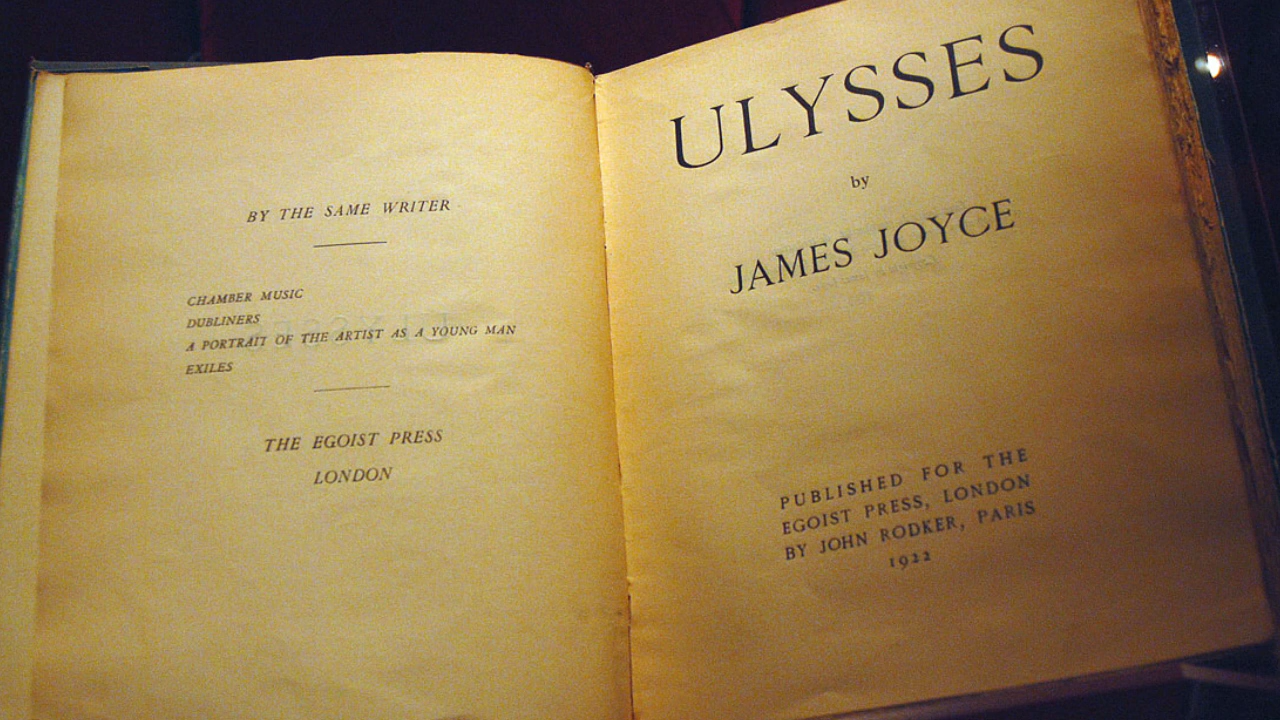 BY THE SAME WRITER
CHAMBER MUSIC
DUBLINERS
A PORTRAIT OF THE ARTIST AS A YOUNG MAN
EXILES
THE EGOIST PRESS
LONDON
ULYSSES
by
JAMES JOYCE
PUBLISHED FOR THE
EGOIST PRESS, LONDON
BY JOHN RODKER, PARIS
1922